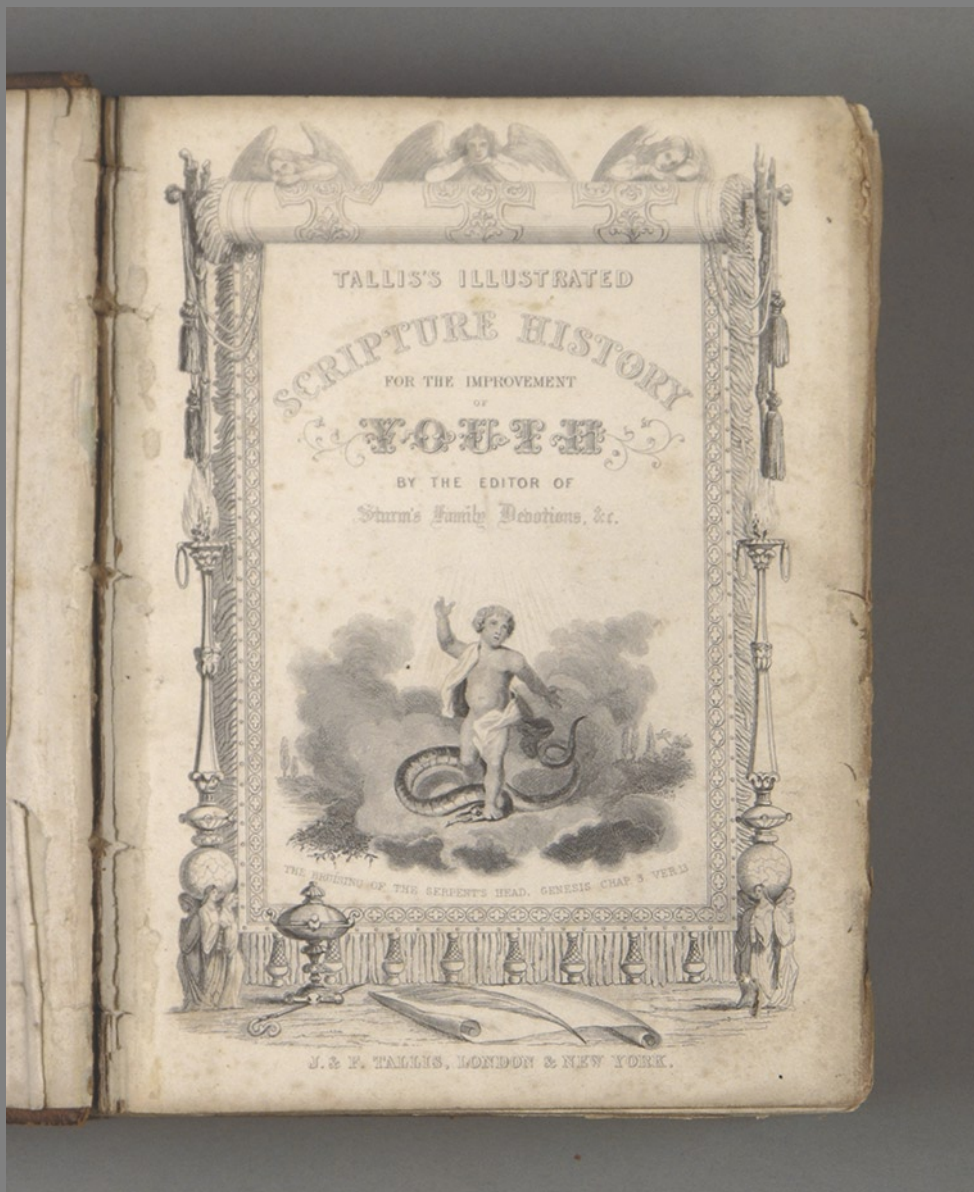 TALLIS'S ILLUSTRATED
SCRIPTURE HISTORY
FOR THE IMPROVEMENT
OF
YOUTH
BY THE EDITOR OF
Sturm's Family Devotions, &c.
THE BRUISING OF THE SERPENT'S HEAD. GENESIS CHAP. 3. VER
J. & F. TALLIS, LONDON & NEW YORK.